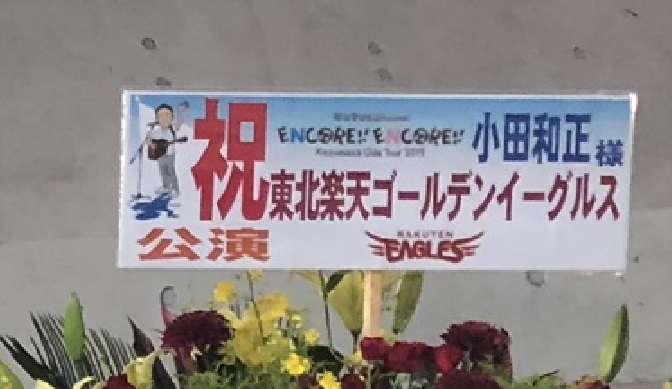 ENCORE!! ENCORE!!
Kazumasa Oda Tour 2019
小田和正様
祝
東北楽天ゴールデンイーグルス
公演
RAKUTEN
EAGLES